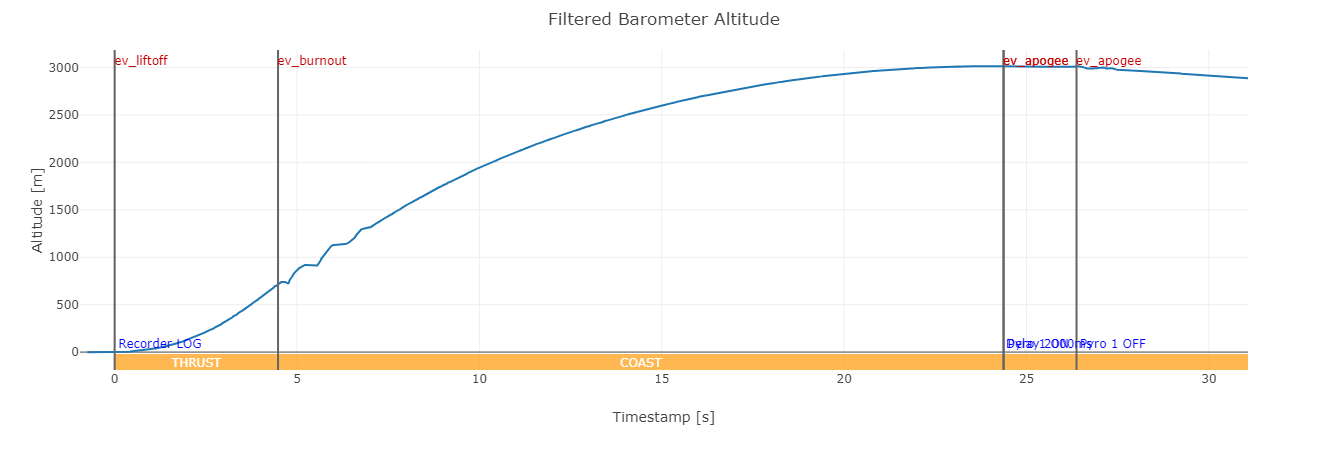 Filtered Barometer Altitude
ev_liftoff
ev_burnout
ev_apogee
ev_apogee
3000
2500
2000
1500
1000
500
0
Altitude [m]
Recorder LOG
Pyro 1 OFF
THRUST
COAST
0
5
10
15
20
25
30
Timestamp [s]